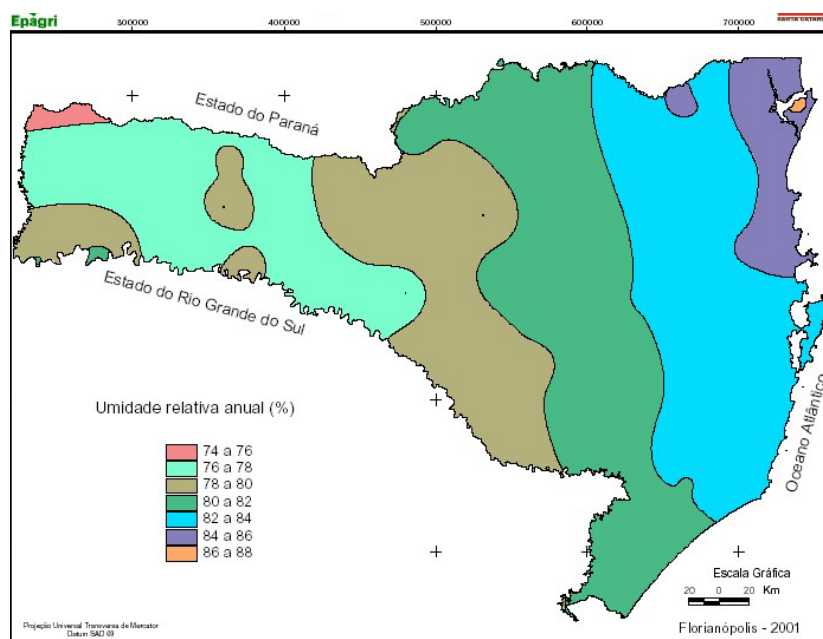 Epagri
300000 400000 500000 600000 700000
SANTA CATARINA
Estado do Paraná
Estado do Rio Grande do Sul
Oceano Atlântico
Umidade relativa anual (%)
74 a 76
76 a 78
78 a 80
80 a 82
82 a 84
84 a 86
86 a 88
Escala Gráfica
20 0 20 Km
Projeção Universal Transversa de Mercator
Datum SAD 69
Florianópolis - 2001